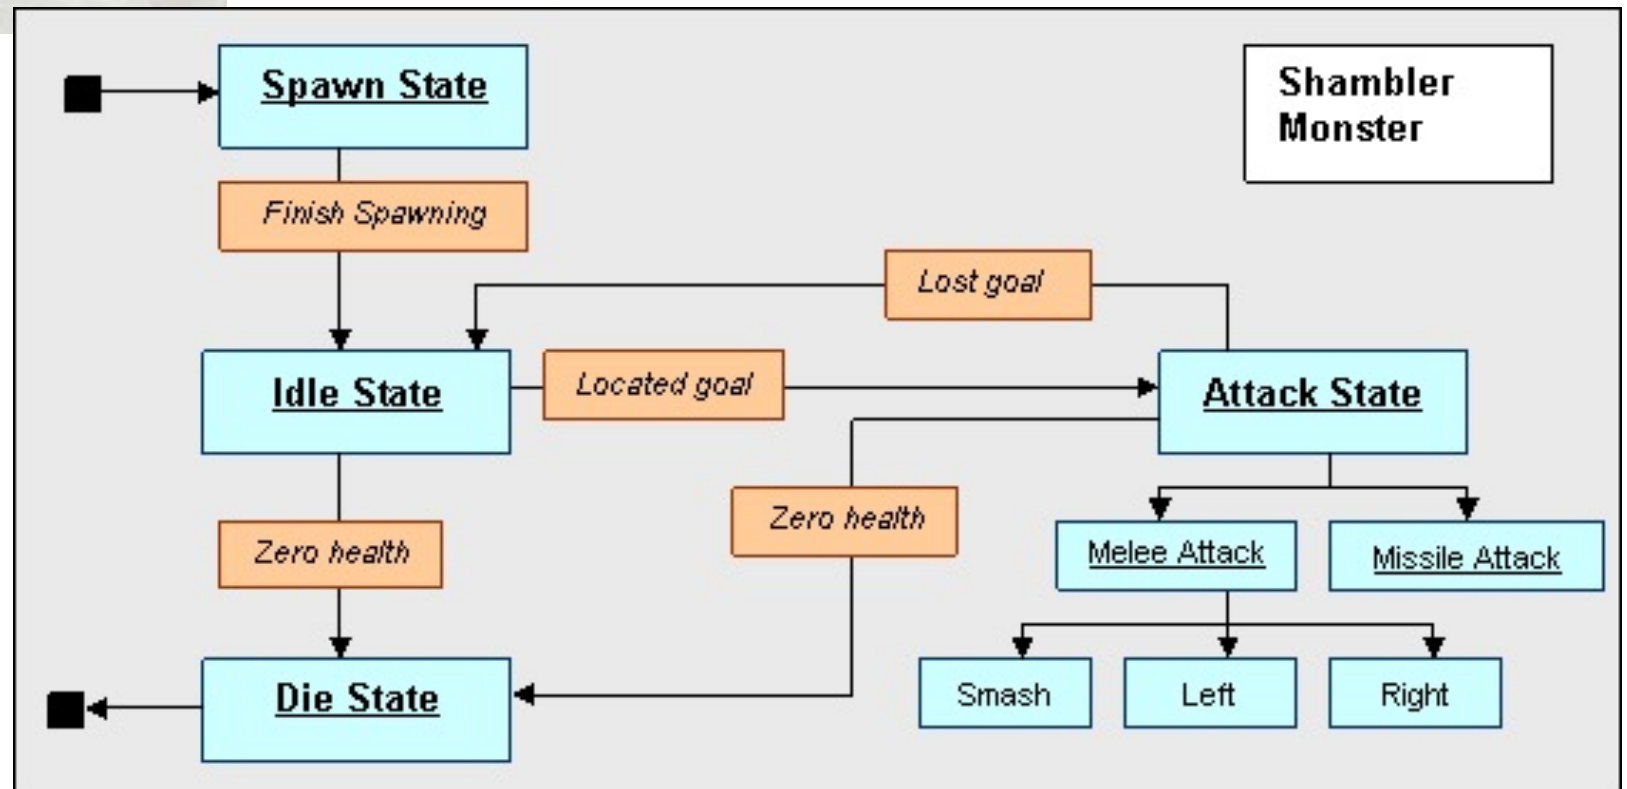 Spawn State
Shambler
Monster
Finish Spawning
Lost goal
Idle State
Located goal
Attack State
Zero health
Zero health
Melee Attack
Missile Attack
Die State
Smash
Left
Right